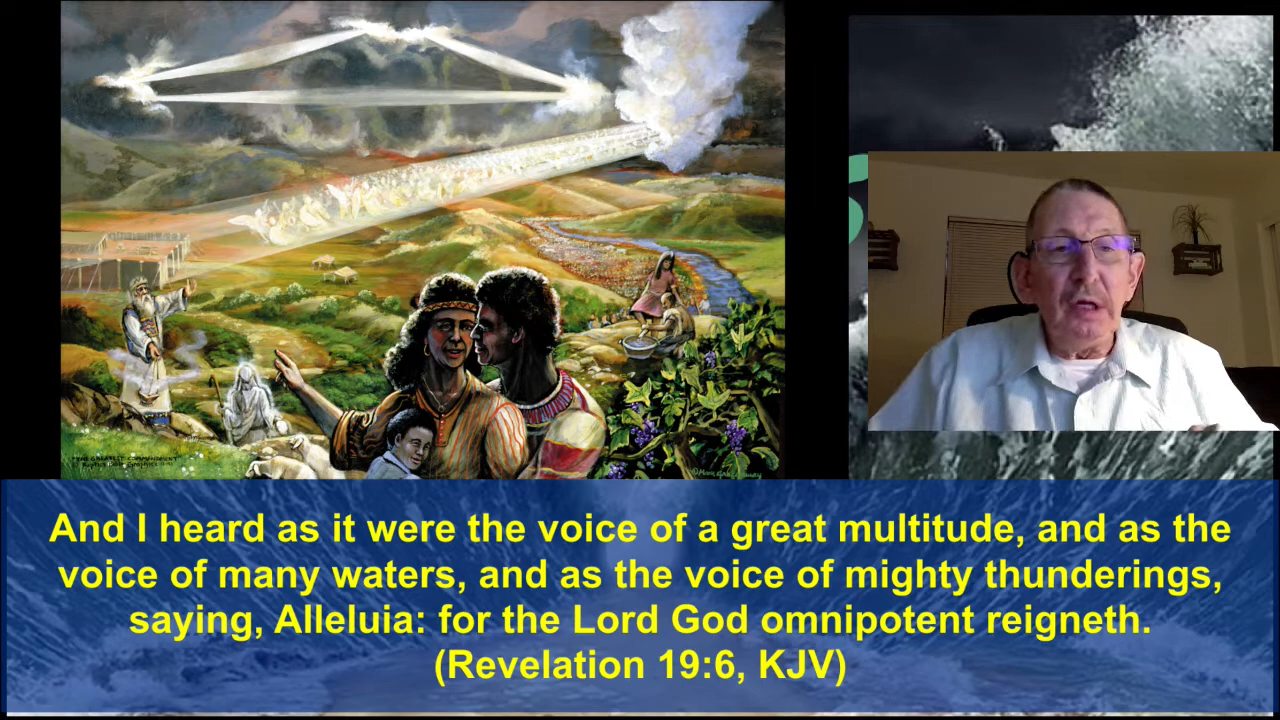 And I heard as it were the voice of a great multitude, and as the
voice of many waters, and as the voice of mighty thunderings,
saying, Alleluia: for the Lord God omnipotent reigneth.
(Revelation 19:6, KJV)